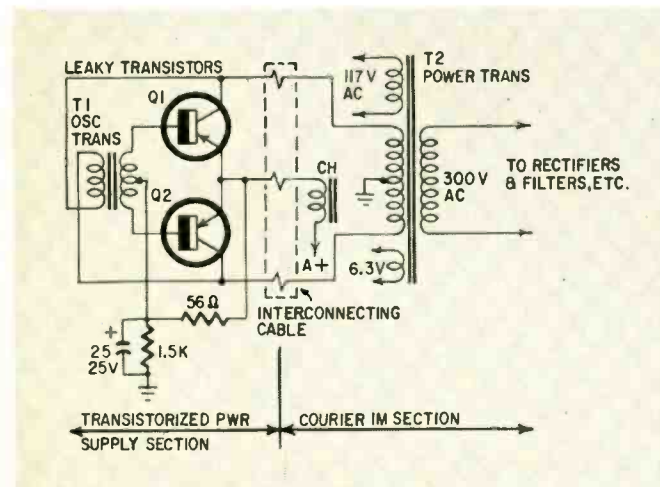 LEAKY TRANSISTORS
T1
OSC
TRANS
Q1
Q2
T2
POWER TRANS
117V
AC
CH
300V
AC
TO RECTIFIERS
& FILTERS, ETC.
A+
6.3V
56Ω
INTERCONNECTING
CABLE
+
25
25V
1.5K
TRANSISTORIZED PWR
SUPPLY SECTION
COURIER IM SECTION